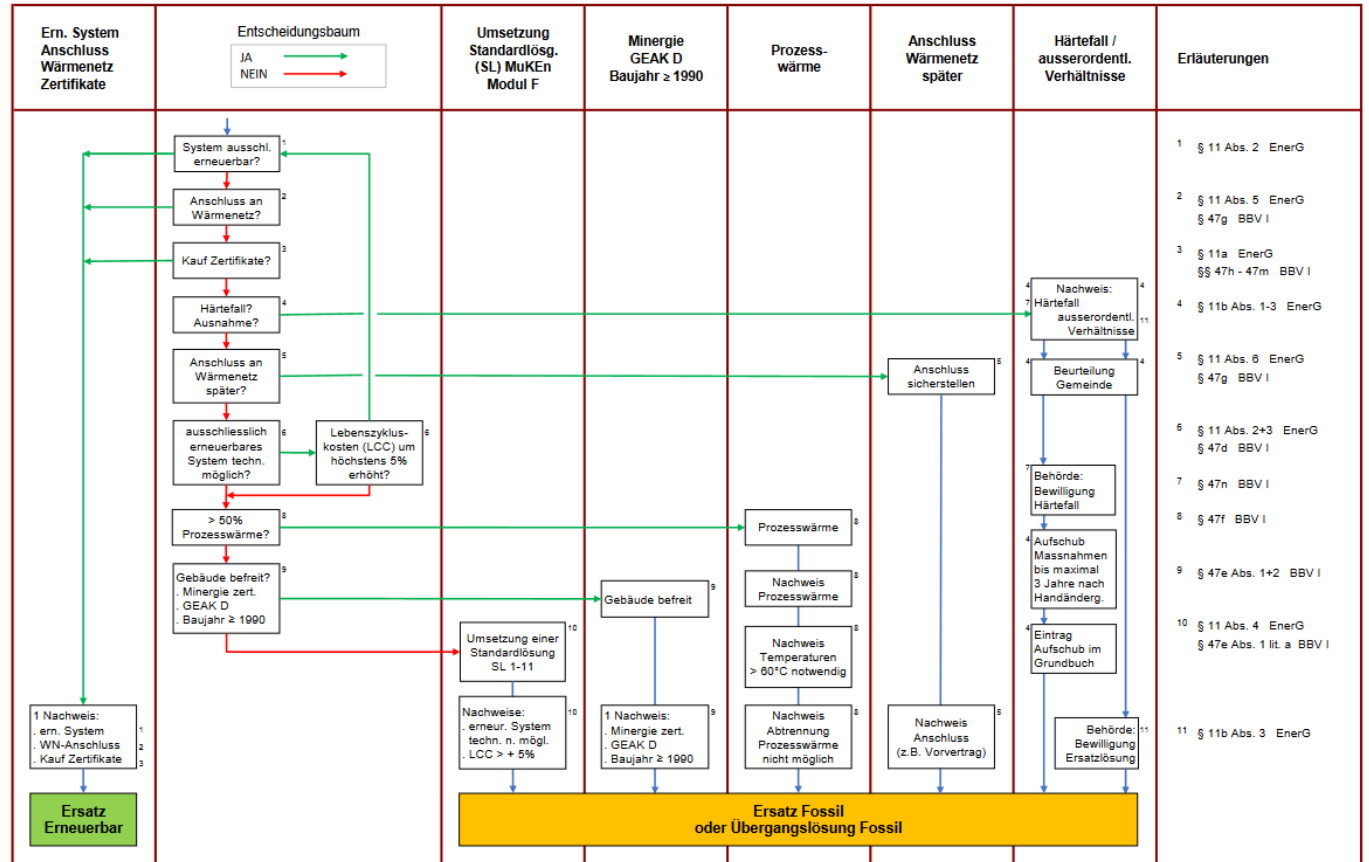 Ern. System
Anschluss
Wärmenetz
Zertifikate
Entscheidungsbaum
JA
NEIN
Umsetzung
Standardlösg.
(SL) MuKEn
Modul F
Minergie
GEAK D
Baujahr ≥ 1990
Prozess-
wärme
Anschluss
Wärmenetz
später
Härtefall /
ausserordentl.
Verhältnisse
Erläuterungen
System ausschl. 1
erneuerbar?
Anschluss an 2
Wärmenetz?
Kauf Zertifikate? 3
Härtefall? 4
Ausnahme?
Anschluss an 5
Wärmenetz
später?
ausschliesslich
erneuerbares 6
System techn.
möglich?
Lebenszyklus- 6
kosten (LCC) um
höchstens 5%
erhöht?
> 50% 8
Prozesswärme?
Gebäude befreit? 9
. Minergie zert.
. GEAK D
. Baujahr ≥ 1990
1 Nachweis:
. ern. System 1
. WN-Anschluss 2
. Kauf Zertifikate 3
Ersatz
Erneuerbar
Umsetzung einer 10
Standardlösung
SL 1-11
Nachweise: 10
. erneur. System
techn. n. mögl.
. LCC > + 5%
Gebäude befreit 9
1 Nachweis: 9
. Minergie zert.
. GEAK D
. Baujahr ≥ 1990
Prozesswärme 8
Nachweis 8
Prozesswärme
Nachweis 8
Temperaturen
> 60°C notwendig
Nachweis 8
Abtrennung
Prozesswärme
nicht möglich
Anschluss 5
sicherstellen
Nachweis 5
Anschluss
(z.B. Vorvertrag)
4 Nachweis: 4
7 Härtefall
ausserordentl.
Verhältnisse 11
4 Beurteilung 4
Gemeinde
7 Behörde:
Bewilligung
Härtefall
4 Aufschub
Massnahmen
bis maximal
3 Jahre nach
Handänderg.
4 Eintrag
Aufschub im
Grundbuch
Behörde: 11
Bewilligung
Ersatzlösung
Ersatz Fossil
oder Übergangslösung Fossil
1 § 11 Abs. 2 EnerG
2 § 11 Abs. 5 EnerG
§ 47g BBV I
3 § 11a EnerG
§§ 47h - 47m BBV I
4 § 11b Abs. 1-3 EnerG
5 § 11 Abs. 6 EnerG
§ 47g BBV I
6 § 11 Abs. 2+3 EnerG
§ 47d BBV I
7 § 47n BBV I
8 § 47f BBV I
9 § 47e Abs. 1+2 BBV I
10 § 11 Abs. 4 EnerG
§ 47e Abs. 1 lit. a BBV I
11 § 11b Abs. 3 EnerG